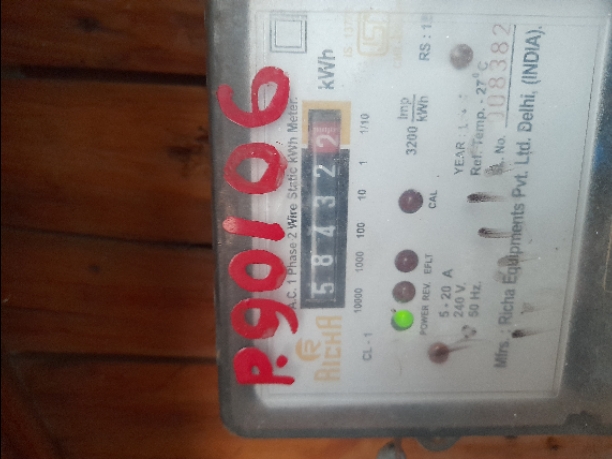 P.90106
A.C. 1 Phase 2 Wire Static kWh Meter.
RICHA
5 8 4 3 2 2
kWh
10000 1000 100 10 1 1/10
CL - 1
3200 Imp
kWh
RS : 1
POWER REV. EFLT CAL
5 - 20 A
240 V.
50 Hz.
YEAR
Ref. Temp. - 27°C
No. 108382
Mfrs. : Richa Equipments Pvt. Ltd. Delhi, (INDIA).